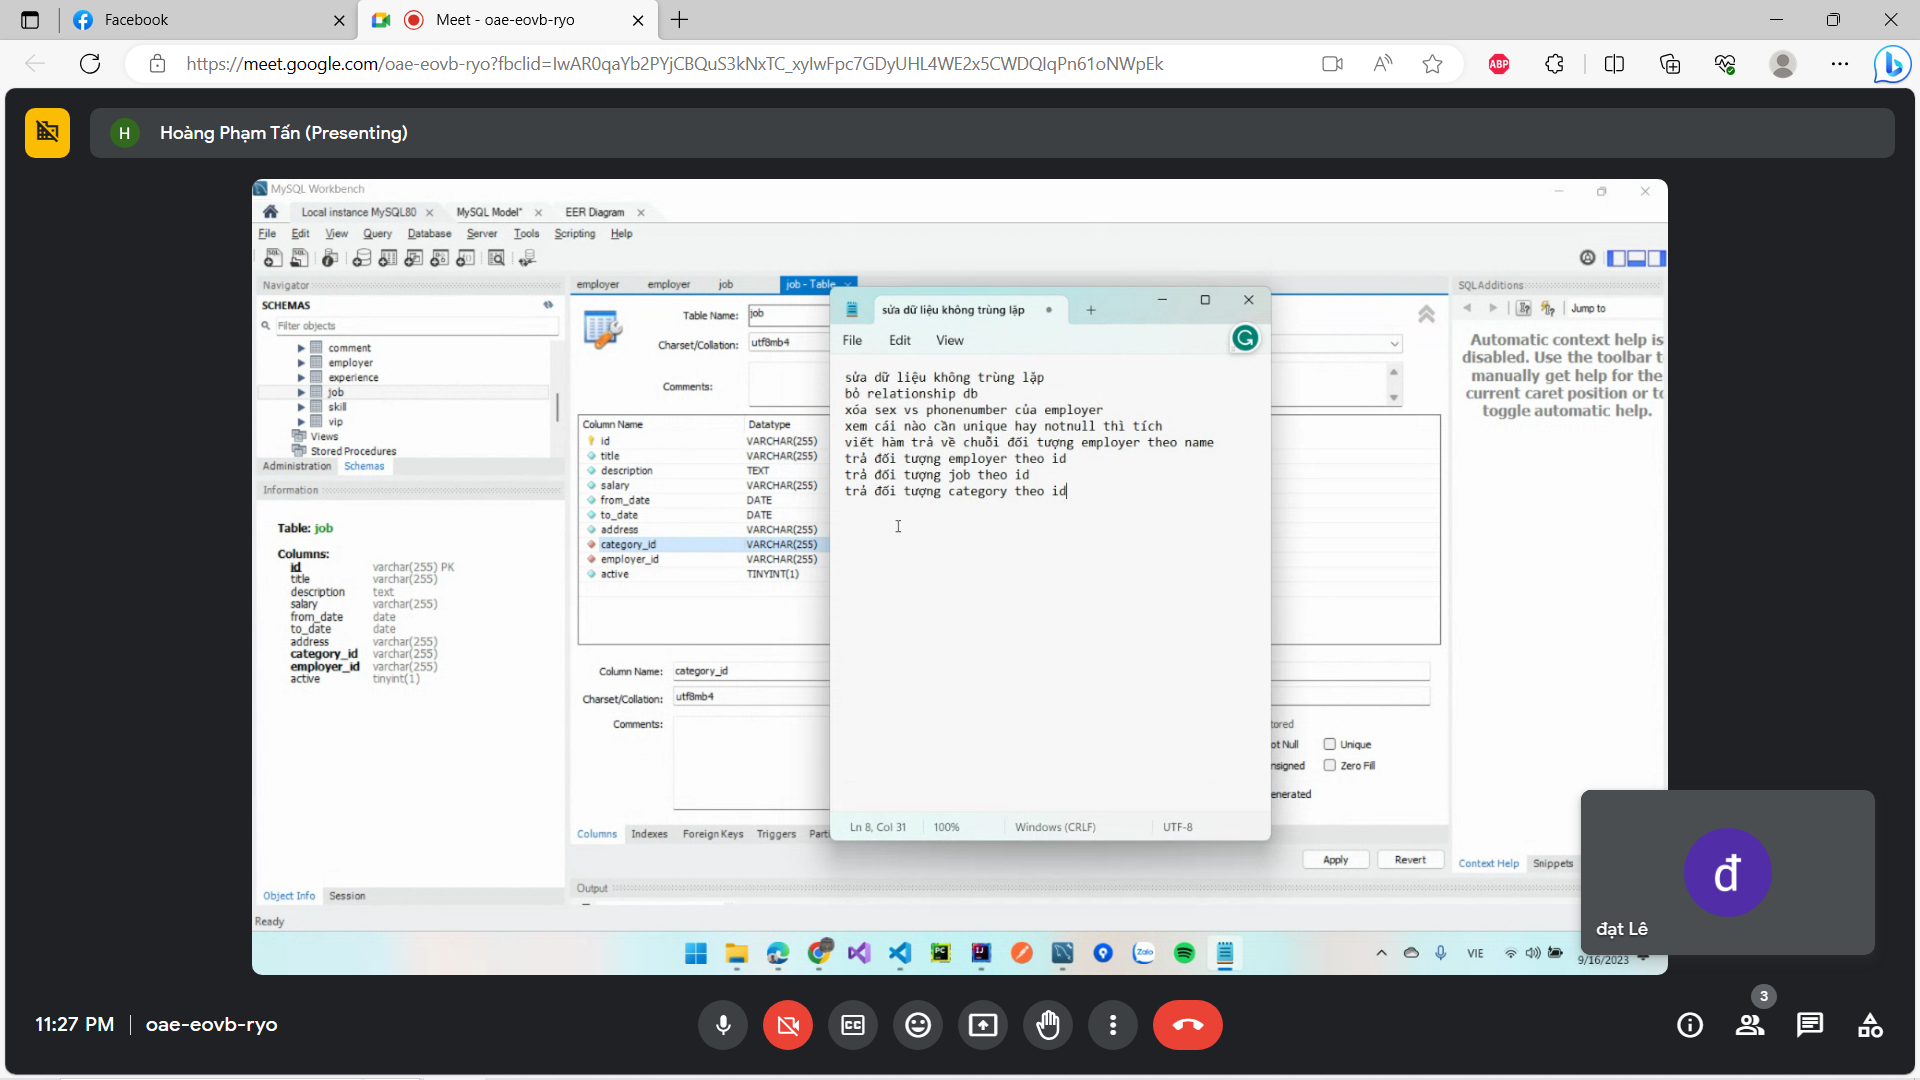 Facebook
Meet - oae-eovb-ryo
https://meet.google.com/oae-eovb-ryo?fbclid=IwAR0qaYb2PYjCBQuS3kNxTC_xyIwFpc7GDyUHL4WE2x5CWDQIqPn61oNWpEk
ABP
H
Hoàng Phạm Tấn (Presenting)
MySQL Workbench
Local instance MySQL80
MySQL Model*
EER Diagram
File Edit View Query Database Server Tools Scripting Help
Navigator
SCHEMAS
Filter objects
comment
employer
experience
job
skill
vip
Views
Stored Procedures
Administration Schemas
Information
Table: job
Columns:
id varchar(255) PK
title varchar(255)
description text
salary varchar(255)
from_date date
to_date date
address varchar(255)
category_id varchar(255)
employer_id varchar(255)
active tinyint(1)
Object Info Session
Ready
employer employer job job - Table
Table Name: job
Charset/Collation: utf8mb4
Comments:
Column Name Datatype
id VARCHAR(255)
title VARCHAR(255)
description TEXT
salary VARCHAR(255)
from_date DATE
to_date DATE
address VARCHAR(255)
category_id VARCHAR(255)
employer_id VARCHAR(255)
active TINYINT(1)
Column Name: category_id
Charset/Collation: utf8mb4
Comments:
Columns Indexes Foreign Keys Triggers Parti
Output
sửa dữ liệu không trùng lặp
File Edit View
sửa dữ liệu không trùng lặp
bỏ relationship db
xóa sex vs phonenumber của employer
xem cái nào cần unique hay notnull thì tích
viết hàm trả về chuỗi đối tượng employer theo name
trả đối tượng employer theo id
trả đối tượng job theo id
trả đối tượng category theo id
Ln 8, Col 31 100% Windows (CRLF) UTF-8
tored
ot Null Unique
nsigned Zero Fill
enerated
Apply Revert
SQLAdditions
Jump to
Automatic context help is
disabled. Use the toolbar t
manually get help for the
current caret position or to
toggle automatic help.
Context Help Snippets
Zalo
VIE
9/16/2023
đ
đạt Lê
11:27 PM
oae-eovb-ryo
3